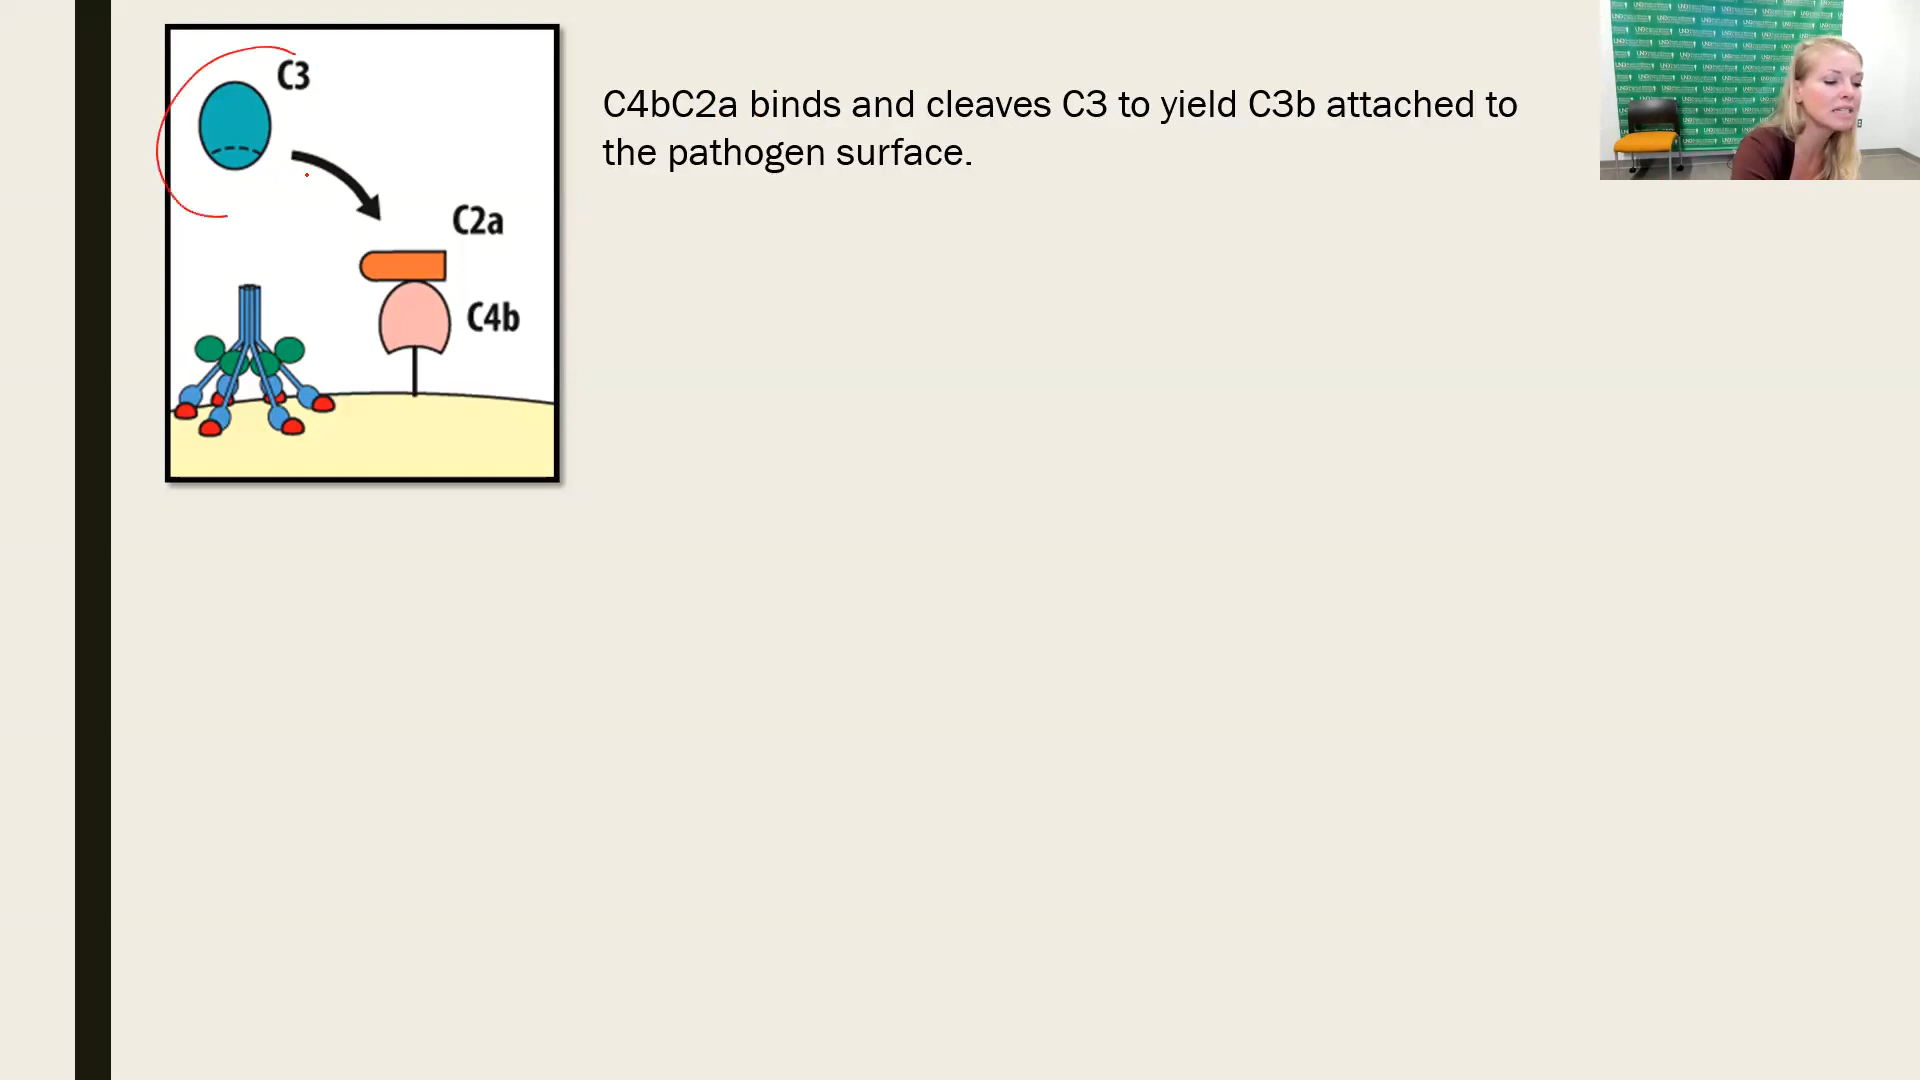 C3
C4bC2a binds and cleaves C3 to yield C3b attached to
the pathogen surface.
C2a
C4b